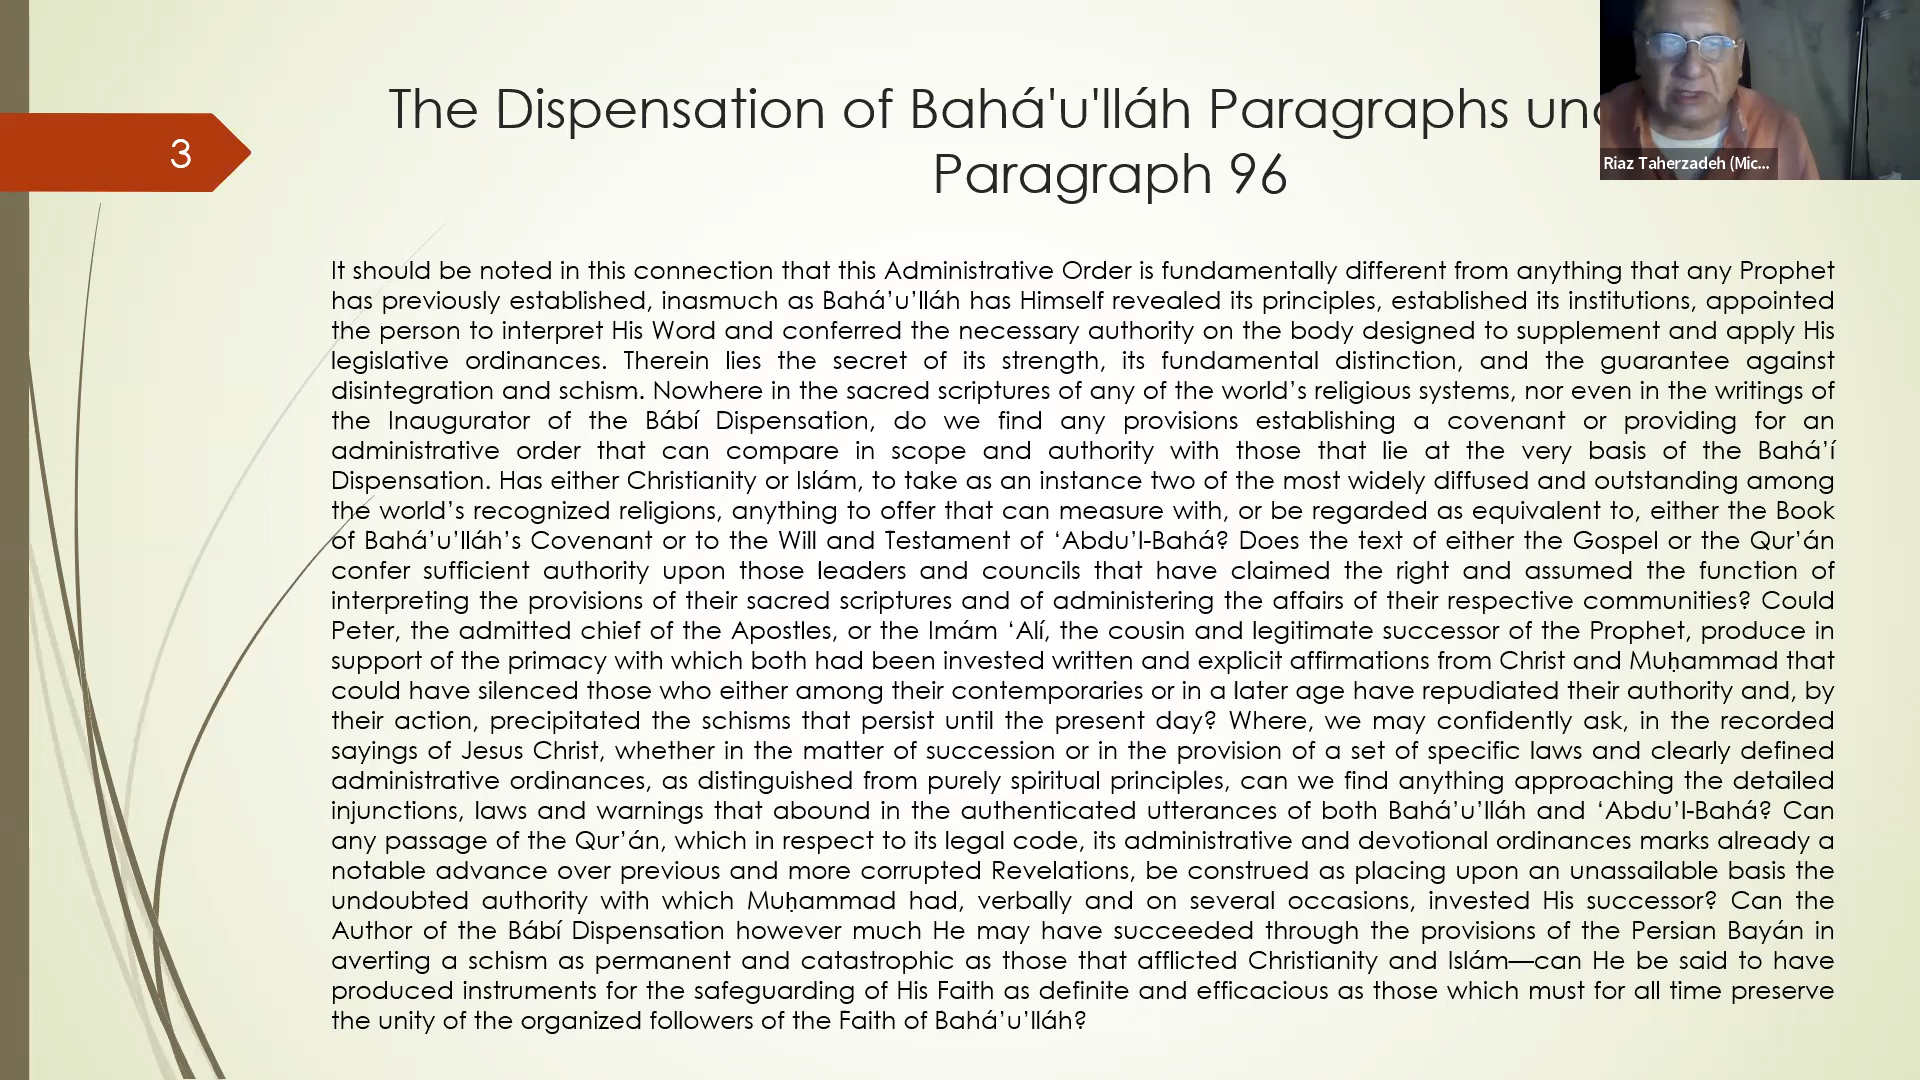 The Dispensation of Bahá'u'lláh Paragraphs
Paragraph 96
3
Riaz Taherzadeh (Mic...
It should be noted in this connection that this Administrative Order is fundamentally different from anything that any Prophet
has previously established, inasmuch as Bahá’u’lláh has Himself revealed its principles, established its institutions, appointed
the person to interpret His Word and conferred the necessary authority on the body designed to supplement and apply His
legislative ordinances. Therein lies the secret of its strength, its fundamental distinction, and the guarantee against
disintegration and schism. Nowhere in the sacred scriptures of any of the world’s religious systems, nor even in the writings of
the Inaugurator of the Bábí Dispensation, do we find any provisions establishing a covenant or providing for an
administrative order that can compare in scope and authority with those that lie at the very basis of the Bahá’í
Dispensation. Has either Christianity or Islám, to take as an instance two of the most widely diffused and outstanding among
the world’s recognized religions, anything to offer that can measure with, or be regarded as equivalent to, either the Book
of Bahá’u’lláh’s Covenant or to the Will and Testament of ‘Abdu’l-Bahá? Does the text of either the Gospel or the Qur’án
confer sufficient authority upon those leaders and councils that have claimed the right and assumed the function of
interpreting the provisions of their sacred scriptures and of administering the affairs of their respective communities? Could
Peter, the admitted chief of the Apostles, or the Imám ‘Alí, the cousin and legitimate successor of the Prophet, produce in
support of the primacy with which both had been invested written and explicit affirmations from Christ and Muḥammad that
could have silenced those who either among their contemporaries or in a later age have repudiated their authority and, by
their action, precipitated the schisms that persist until the present day? Where, we may confidently ask, in the recorded
sayings of Jesus Christ, whether in the matter of succession or in the provision of a set of specific laws and clearly defined
administrative ordinances, as distinguished from purely spiritual principles, can we find anything approaching the detailed
injunctions, laws and warnings that abound in the authenticated utterances of both Bahá’u’lláh and ‘Abdu’l-Bahá? Can
any passage of the Qur’án, which in respect to its legal code, its administrative and devotional ordinances marks already a
notable advance over previous and more corrupted Revelations, be construed as placing upon an unassailable basis the
undoubted authority with which Muḥammad had, verbally and on several occasions, invested His successor? Can the
Author of the Bábí Dispensation however much He may have succeeded through the provisions of the Persian Bayán in
averting a schism as permanent and catastrophic as those that afflicted Christianity and Islám—can He be said to have
produced instruments for the safeguarding of His Faith as definite and efficacious as those which must for all time preserve
the unity of the organized followers of the Faith of Bahá’u’lláh?